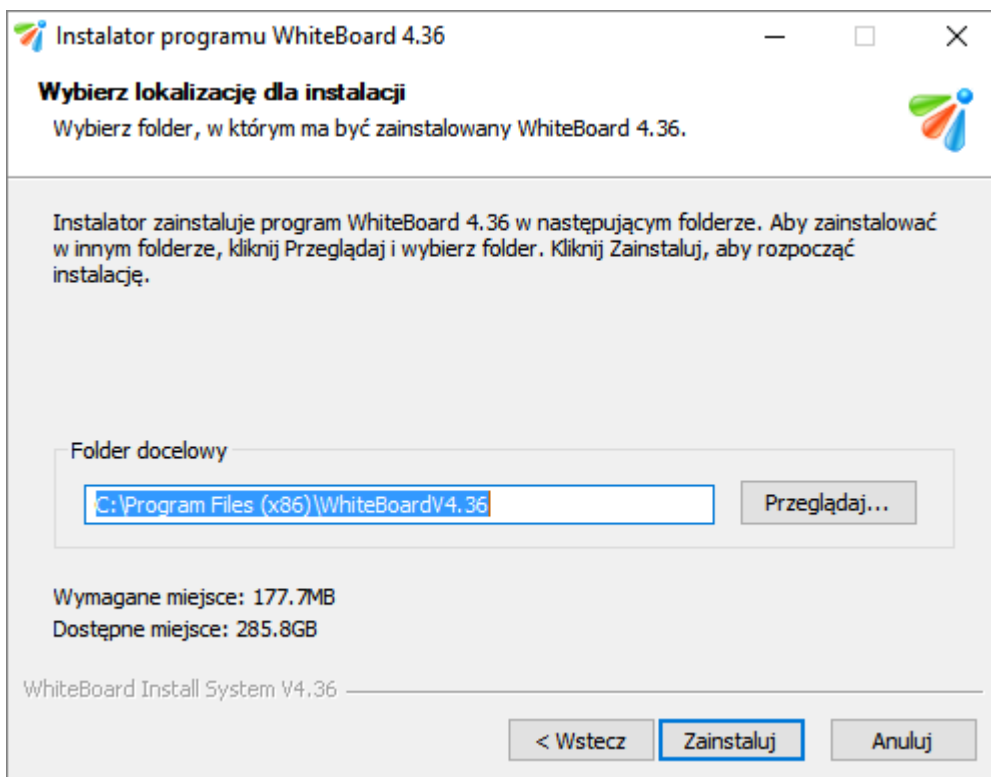 Instalator programu WhiteBoard 4.36
Wybierz lokalizację dla instalacji
Wybierz folder, w którym ma być zainstalowany WhiteBoard 4.36.
Instalator zainstaluje program WhiteBoard 4.36 w następującym folderze. Aby zainstalować
w innym folderze, kliknij Przeglądaj i wybierz folder. Kliknij Zainstaluj, aby rozpocząć
instalację.
Folder docelowy
C:\Program Files (x86)\WhiteBoardV4.36
Przeglądaj...
Wymagane miejsce: 177.7MB
Dostępne miejsce: 285.8GB
WhiteBoard Install System V4.36
< Wstecz
Zainstaluj
Anuluj